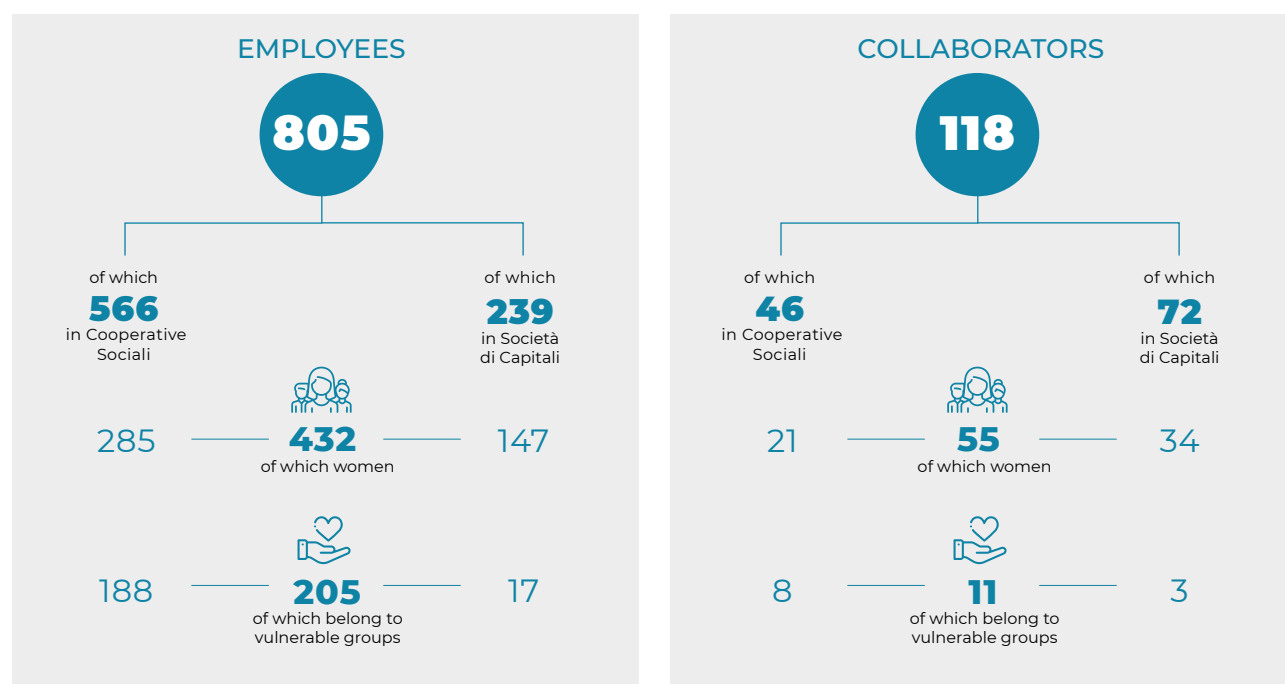 EMPLOYEES
805
of which
566
in Cooperative
Sociali
of which
239
in Società
di Capitali
285
432
of which women
147
188
205
of which belong to
vulnerable groups
17
COLLABORATORS
118
of which
46
in Cooperative
Sociali
of which
72
in Società
di Capitali
21
55
of which women
34
8
11
of which belong to
vulnerable groups
3